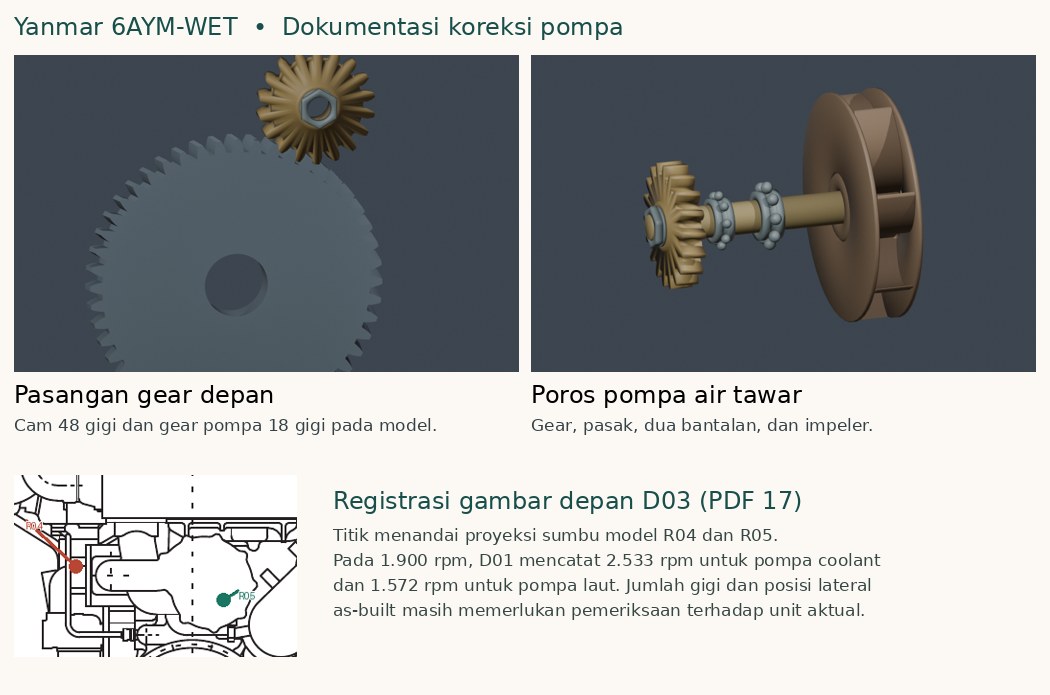 Yanmar 6AYM-WET • Dokumentasi koreksi pompa
Pasangan gear depan
Cam 48 gigi dan gear pompa 18 gigi pada model.
Poros pompa air tawar
Gear, pasak, dua bantalan, dan impeler.
R04
R05
Registrasi gambar depan D03 (PDF 17)
Titik menandai proyeksi sumbu model R04 dan R05.
Pada 1.900 rpm, D01 mencatat 2.533 rpm untuk pompa coolant
dan 1.572 rpm untuk pompa laut. Jumlah gigi dan posisi lateral
as-built masih memerlukan pemeriksaan terhadap unit aktual.